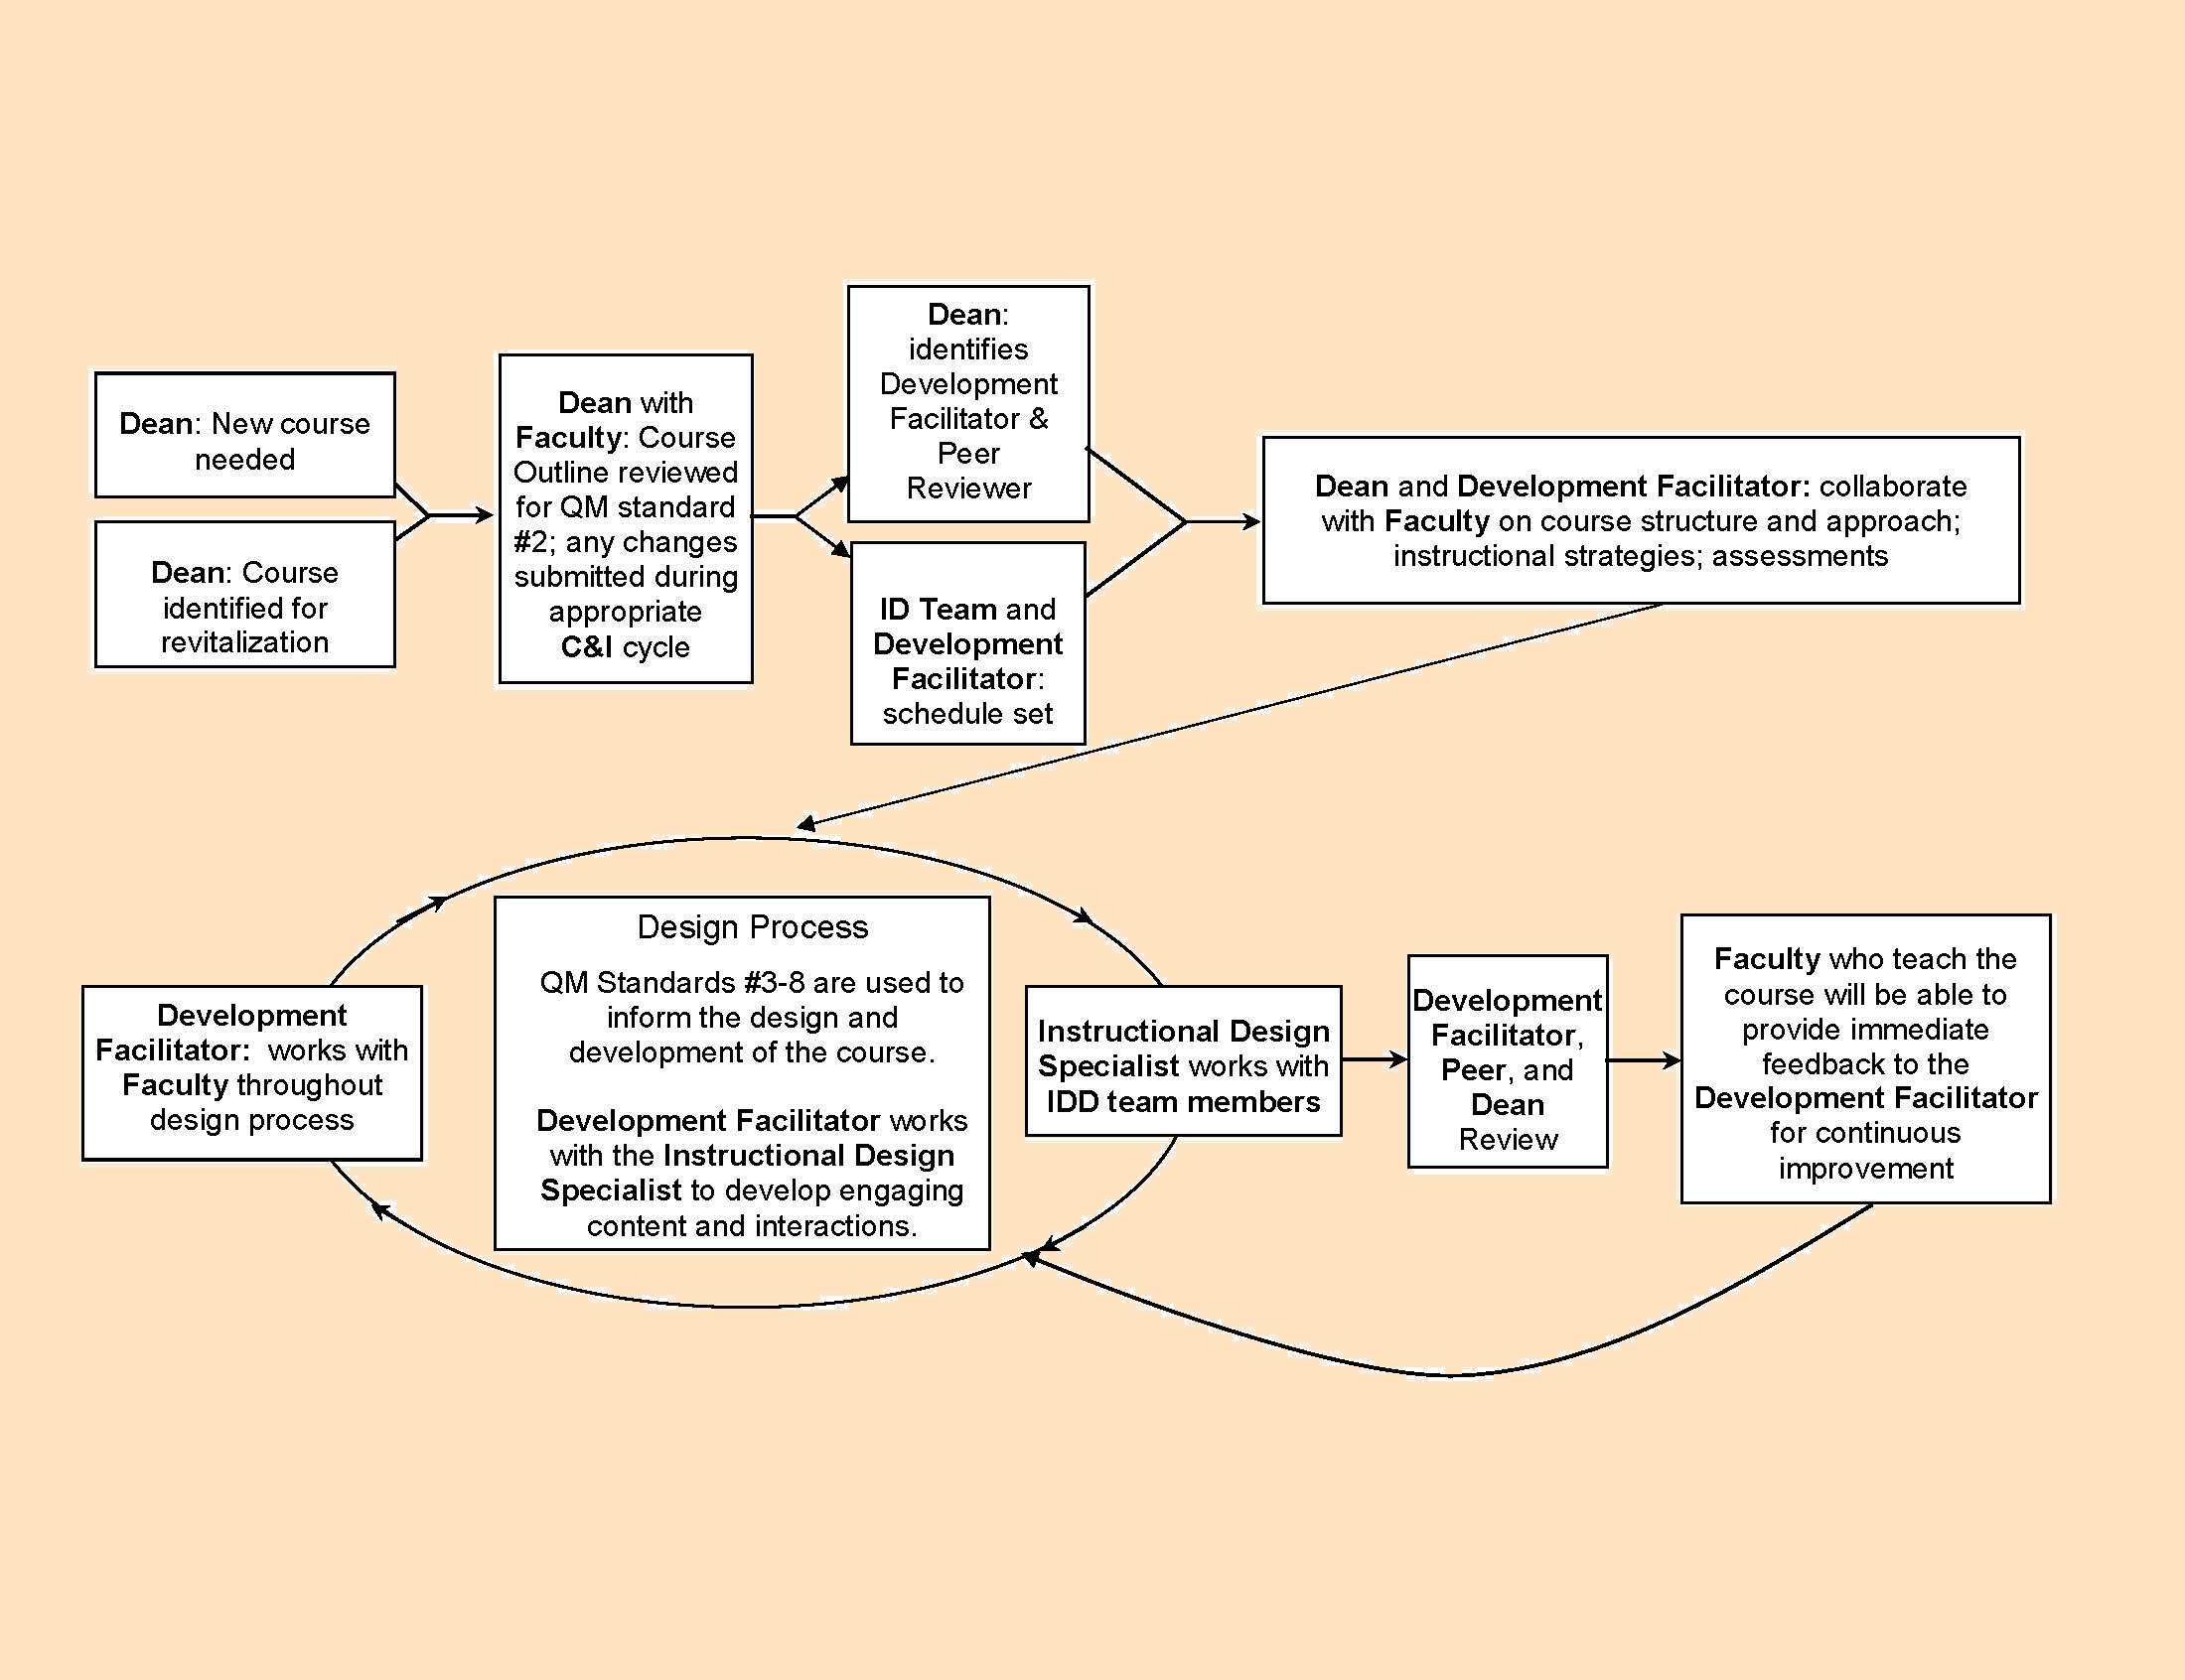 Dean: New course
needed
Dean: Course
identified for
revitalization
Dean with
Faculty: Course
Outline reviewed
for QM standard
#2; any changes
submitted during
appropriate
C&I cycle
Dean:
identifies
Development
Facilitator &
Peer
Reviewer
ID Team and
Development
Facilitator:
schedule set
Dean and Development Facilitator: collaborate
with Faculty on course structure and approach;
instructional strategies; assessments
Development
Facilitator: works with
Faculty throughout
design process
Design Process
QM Standards #3-8 are used to
inform the design and
development of the course.
Development Facilitator works
with the Instructional Design
Specialist to develop engaging
content and interactions.
Instructional Design
Specialist works with
IDD team members
Development
Facilitator,
Peer, and
Dean
Review
Faculty who teach the
course will be able to
provide immediate
feedback to the
Development Facilitator
for continuous
improvement